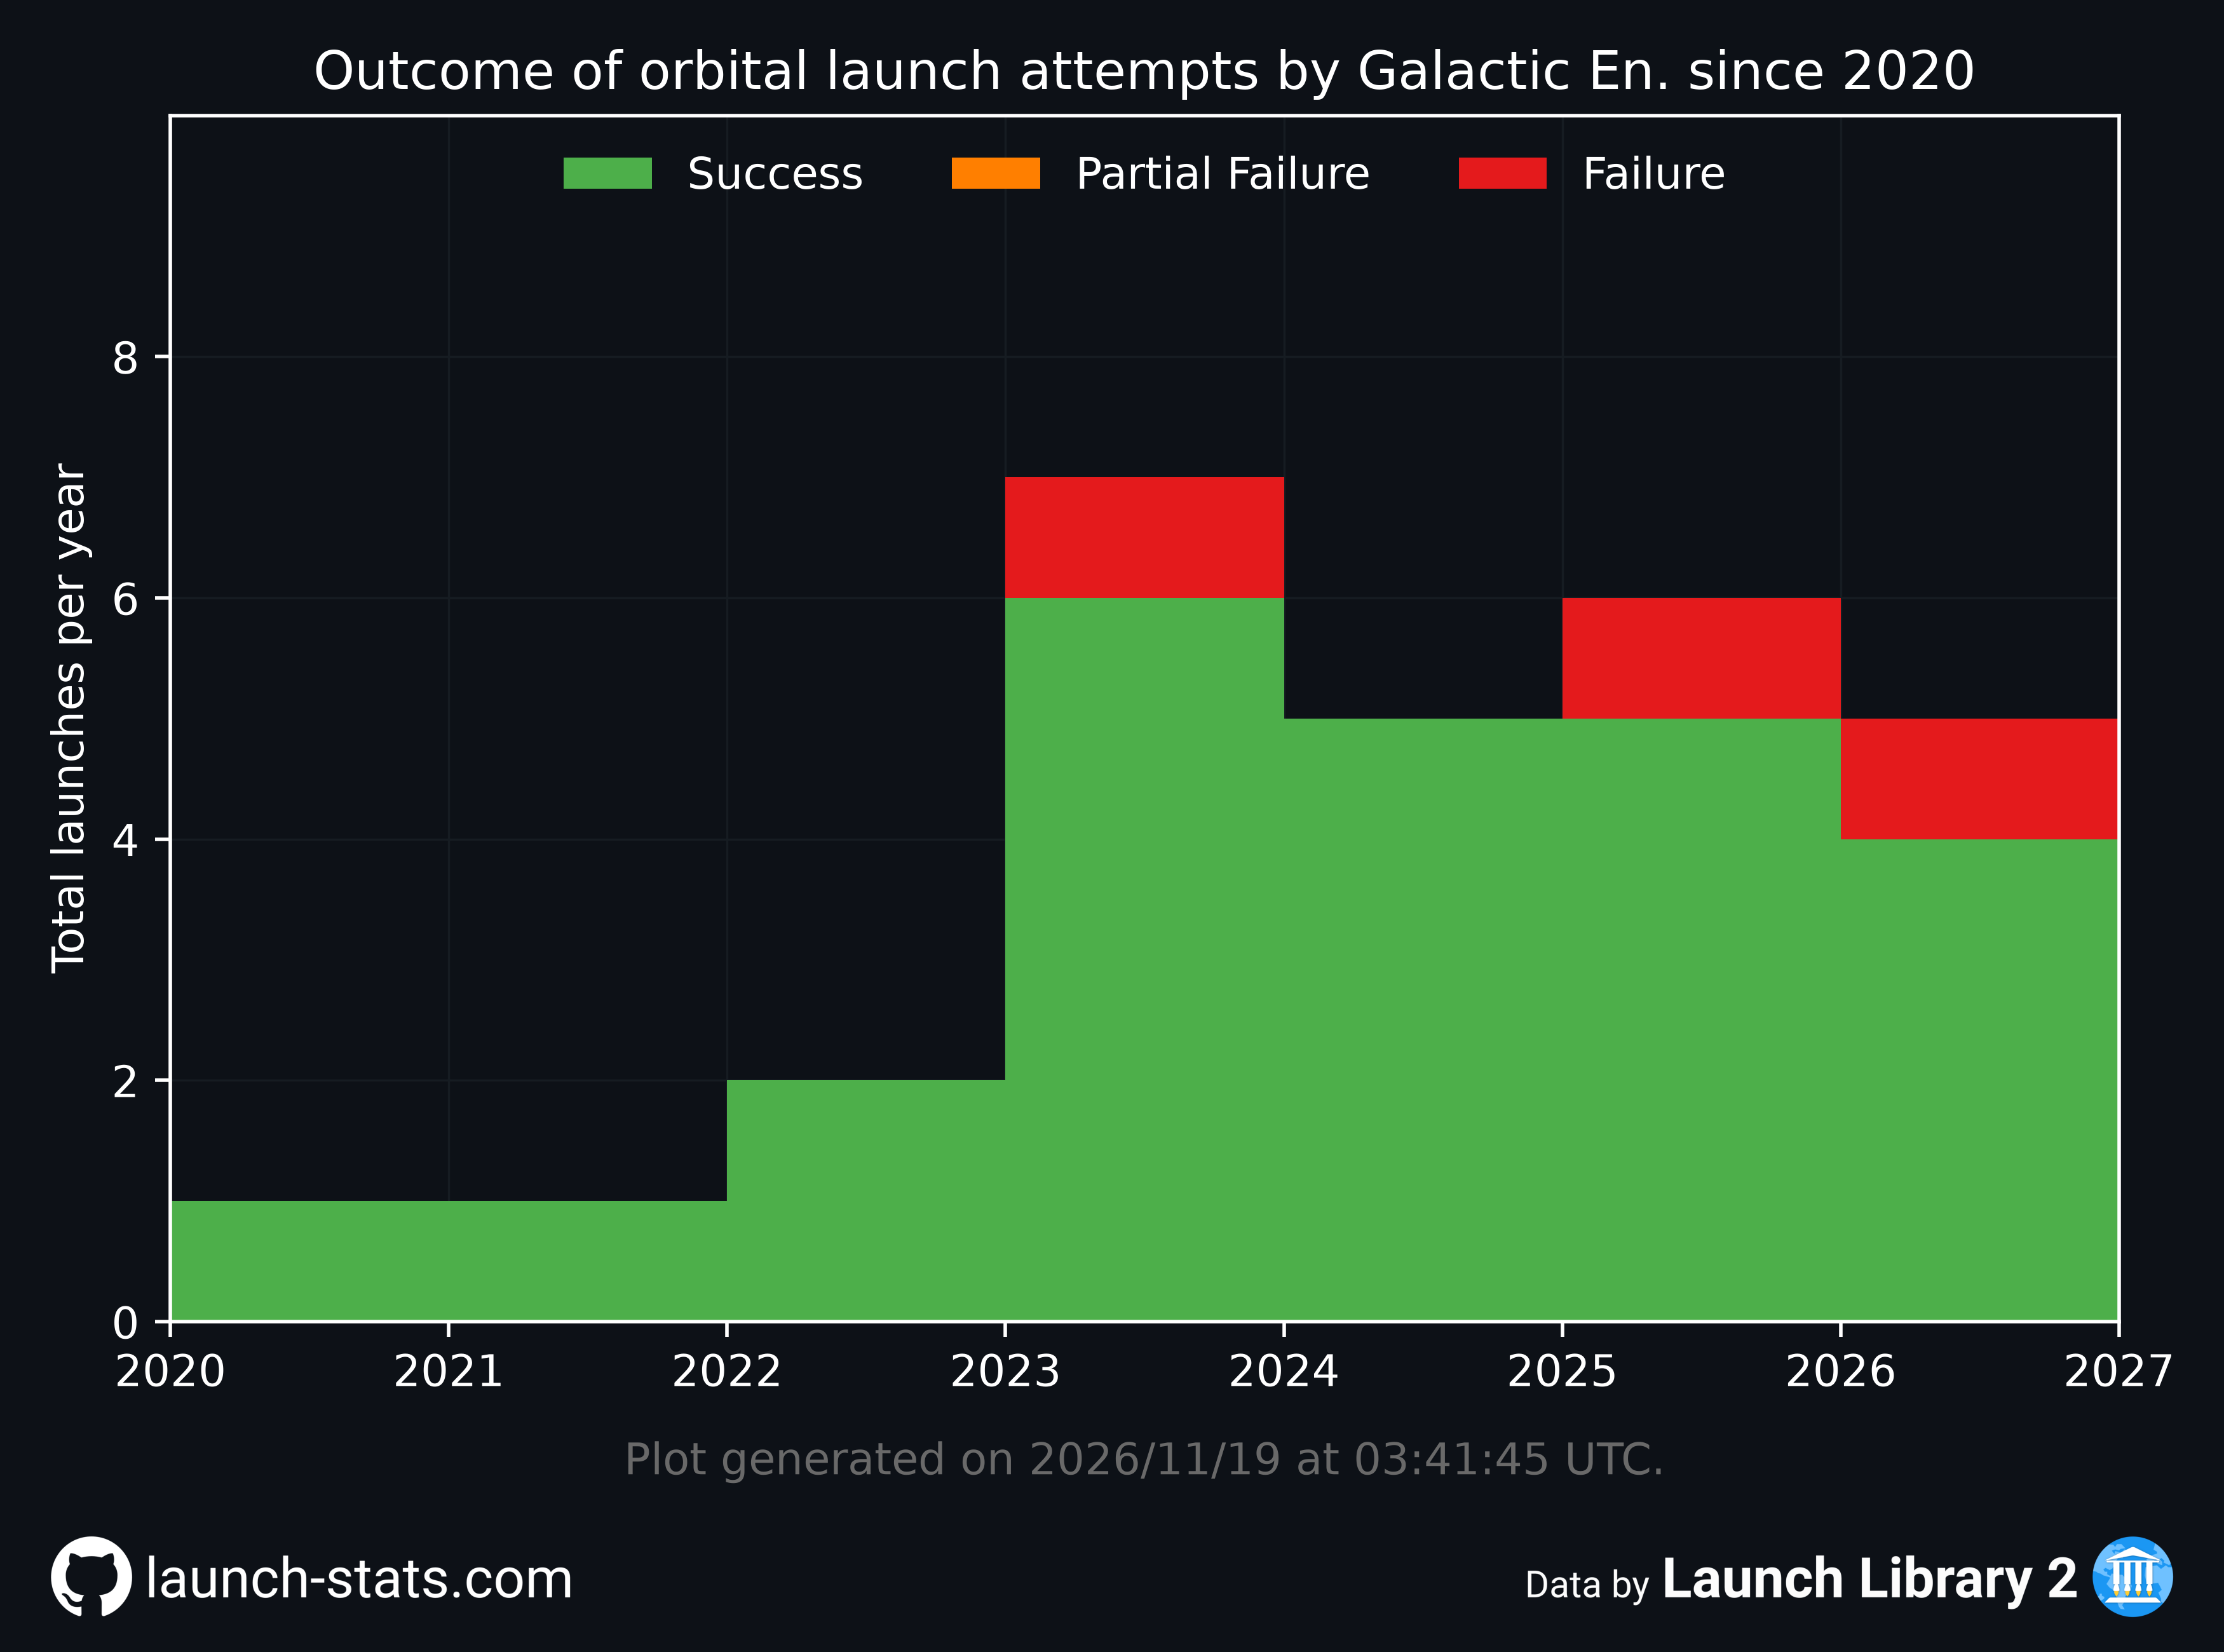 Outcome of orbital launch attempts by Galactic En. since 2020
Success Partial Failure Failure
Total launches per year
8
6
4
2
0
2020 2021 2022 2023 2024 2025 2026 2027
Plot generated on 2026/11/19 at 03:41:45 UTC.
launch-stats.com
Data by Launch Library 2